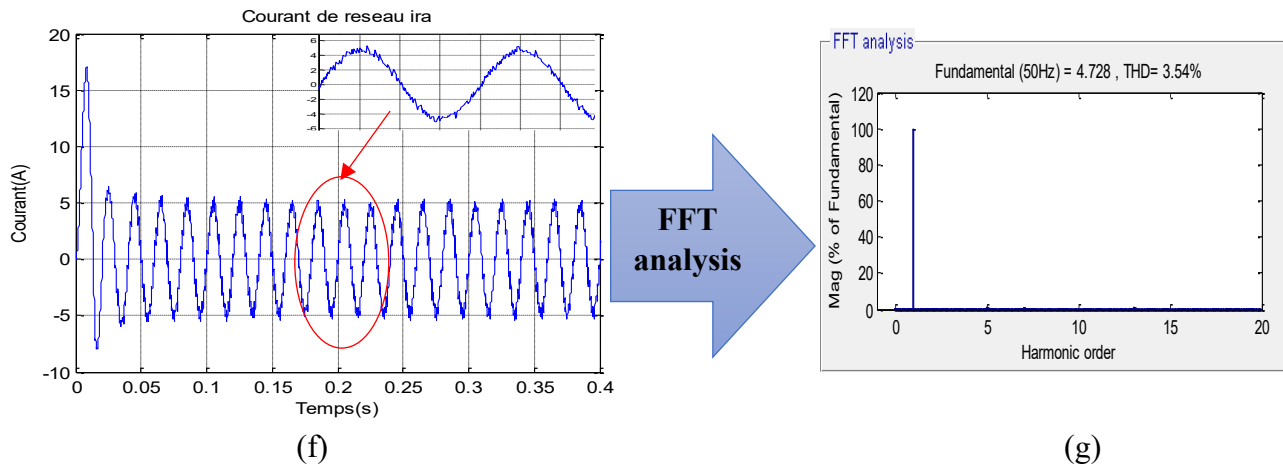 Courant de reseau ira
20
15
10
5
0
-5
-10
Courant(A)
6
4
2
0
-2
-4
-6
0 0.05 0.1 0.15 0.2 0.25 0.3 0.35 0.4
Temps(s)
(f)
FFT
analysis
FFT analysis
Fundamental (50Hz) = 4.728 , THD= 3.54%
120
100
80
60
40
20
0
Mag (% of Fundamental)
0 5 10 15 20
Harmonic order
(g)